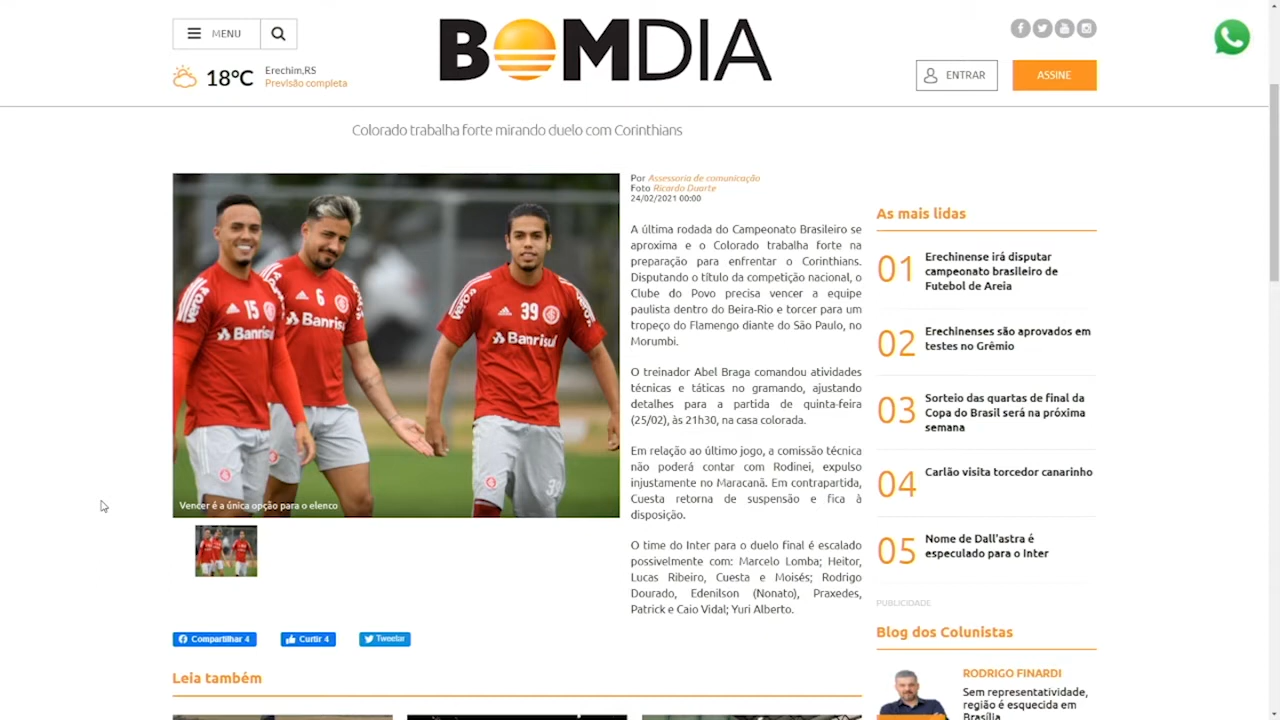 MENU
BOMDIA
18°C
Erechim,RS
Previsão completa
ENTRAR
ASSINE
Colorado trabalha forte mirando duelo com Corinthians
Por Assessoria de comunicação
Foto Ricardo Duarte
24/02/2021 00:00
A última rodada do Campeonato Brasileiro se
aproxima e o Colorado trabalha forte na
preparação para enfrentar o Corinthians.
Disputando o título da competição nacional, o
Clube do Povo precisa vencer a equipe
paulista dentro do Beira-Rio e torcer para um
tropeço do Flamengo diante do São Paulo, no
Morumbi.
O treinador Abel Braga comandou atividades
técnicas e táticas no gramando, ajustando
detalhes para a partida de quinta-feira
(25/02), às 21h30, na casa colorada.
Em relação ao último jogo, a comissão técnica
não poderá contar com Rodinei, expulso
injustamente no Maracanã. Em contrapartida,
Cuesta retorna de suspensão e fica à
disposição.
O time do Inter para o duelo final é escalado
possivelmente com: Marcelo Lomba; Heitor,
Lucas Ribeiro, Cuesta e Moisés; Rodrigo
Dourado, Edenilson (Nonato), Praxedes,
Patrick e Caio Vidal; Yuri Alberto.
vero 15 Banrisul
6 Banrisul
vero 39 Banrisul
Vencer é a única opção para o elenco
Compartilhar 4
Curtir 4
Tweetar
Leia também
As mais lidas
01 Erechinense irá disputar
campeonato brasileiro de
Futebol de Areia
02 Erechinenses são aprovados em
testes no Grêmio
03 Sorteio das quartas de final da
Copa do Brasil será na próxima
semana
04 Carlão visita torcedor canarinho
05 Nome de Dall'astra é
especulado para o Inter
PUBLICIDADE
Blog dos Colunistas
RODRIGO FINARDI
Sem representatividade,
região é esquecida em
Brasília